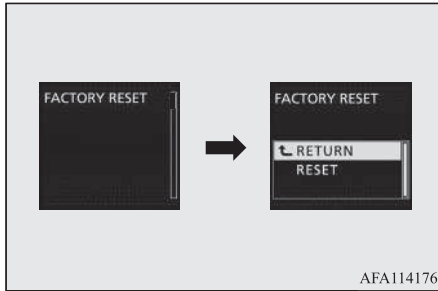 FACTORY RESET
FACTORY RESET
RETURN
RESET
AFA114176